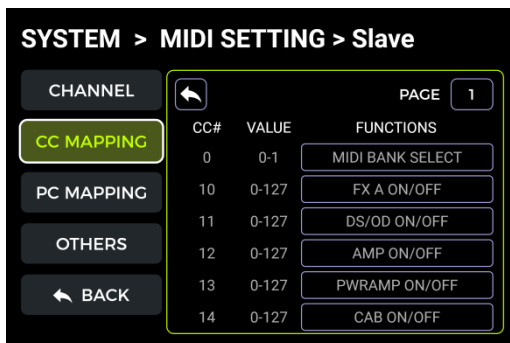 SYSTEM > MIDI SETTING > Slave
CHANNEL
CC MAPPING
PC MAPPING
OTHERS
BACK
PAGE 1
CC# VALUE FUNCTIONS
0 0-1 MIDI BANK SELECT
10 0-127 FX A ON/OFF
11 0-127 DS/OD ON/OFF
12 0-127 AMP ON/OFF
13 0-127 PWRAMP ON/OFF
14 0-127 CAB ON/OFF